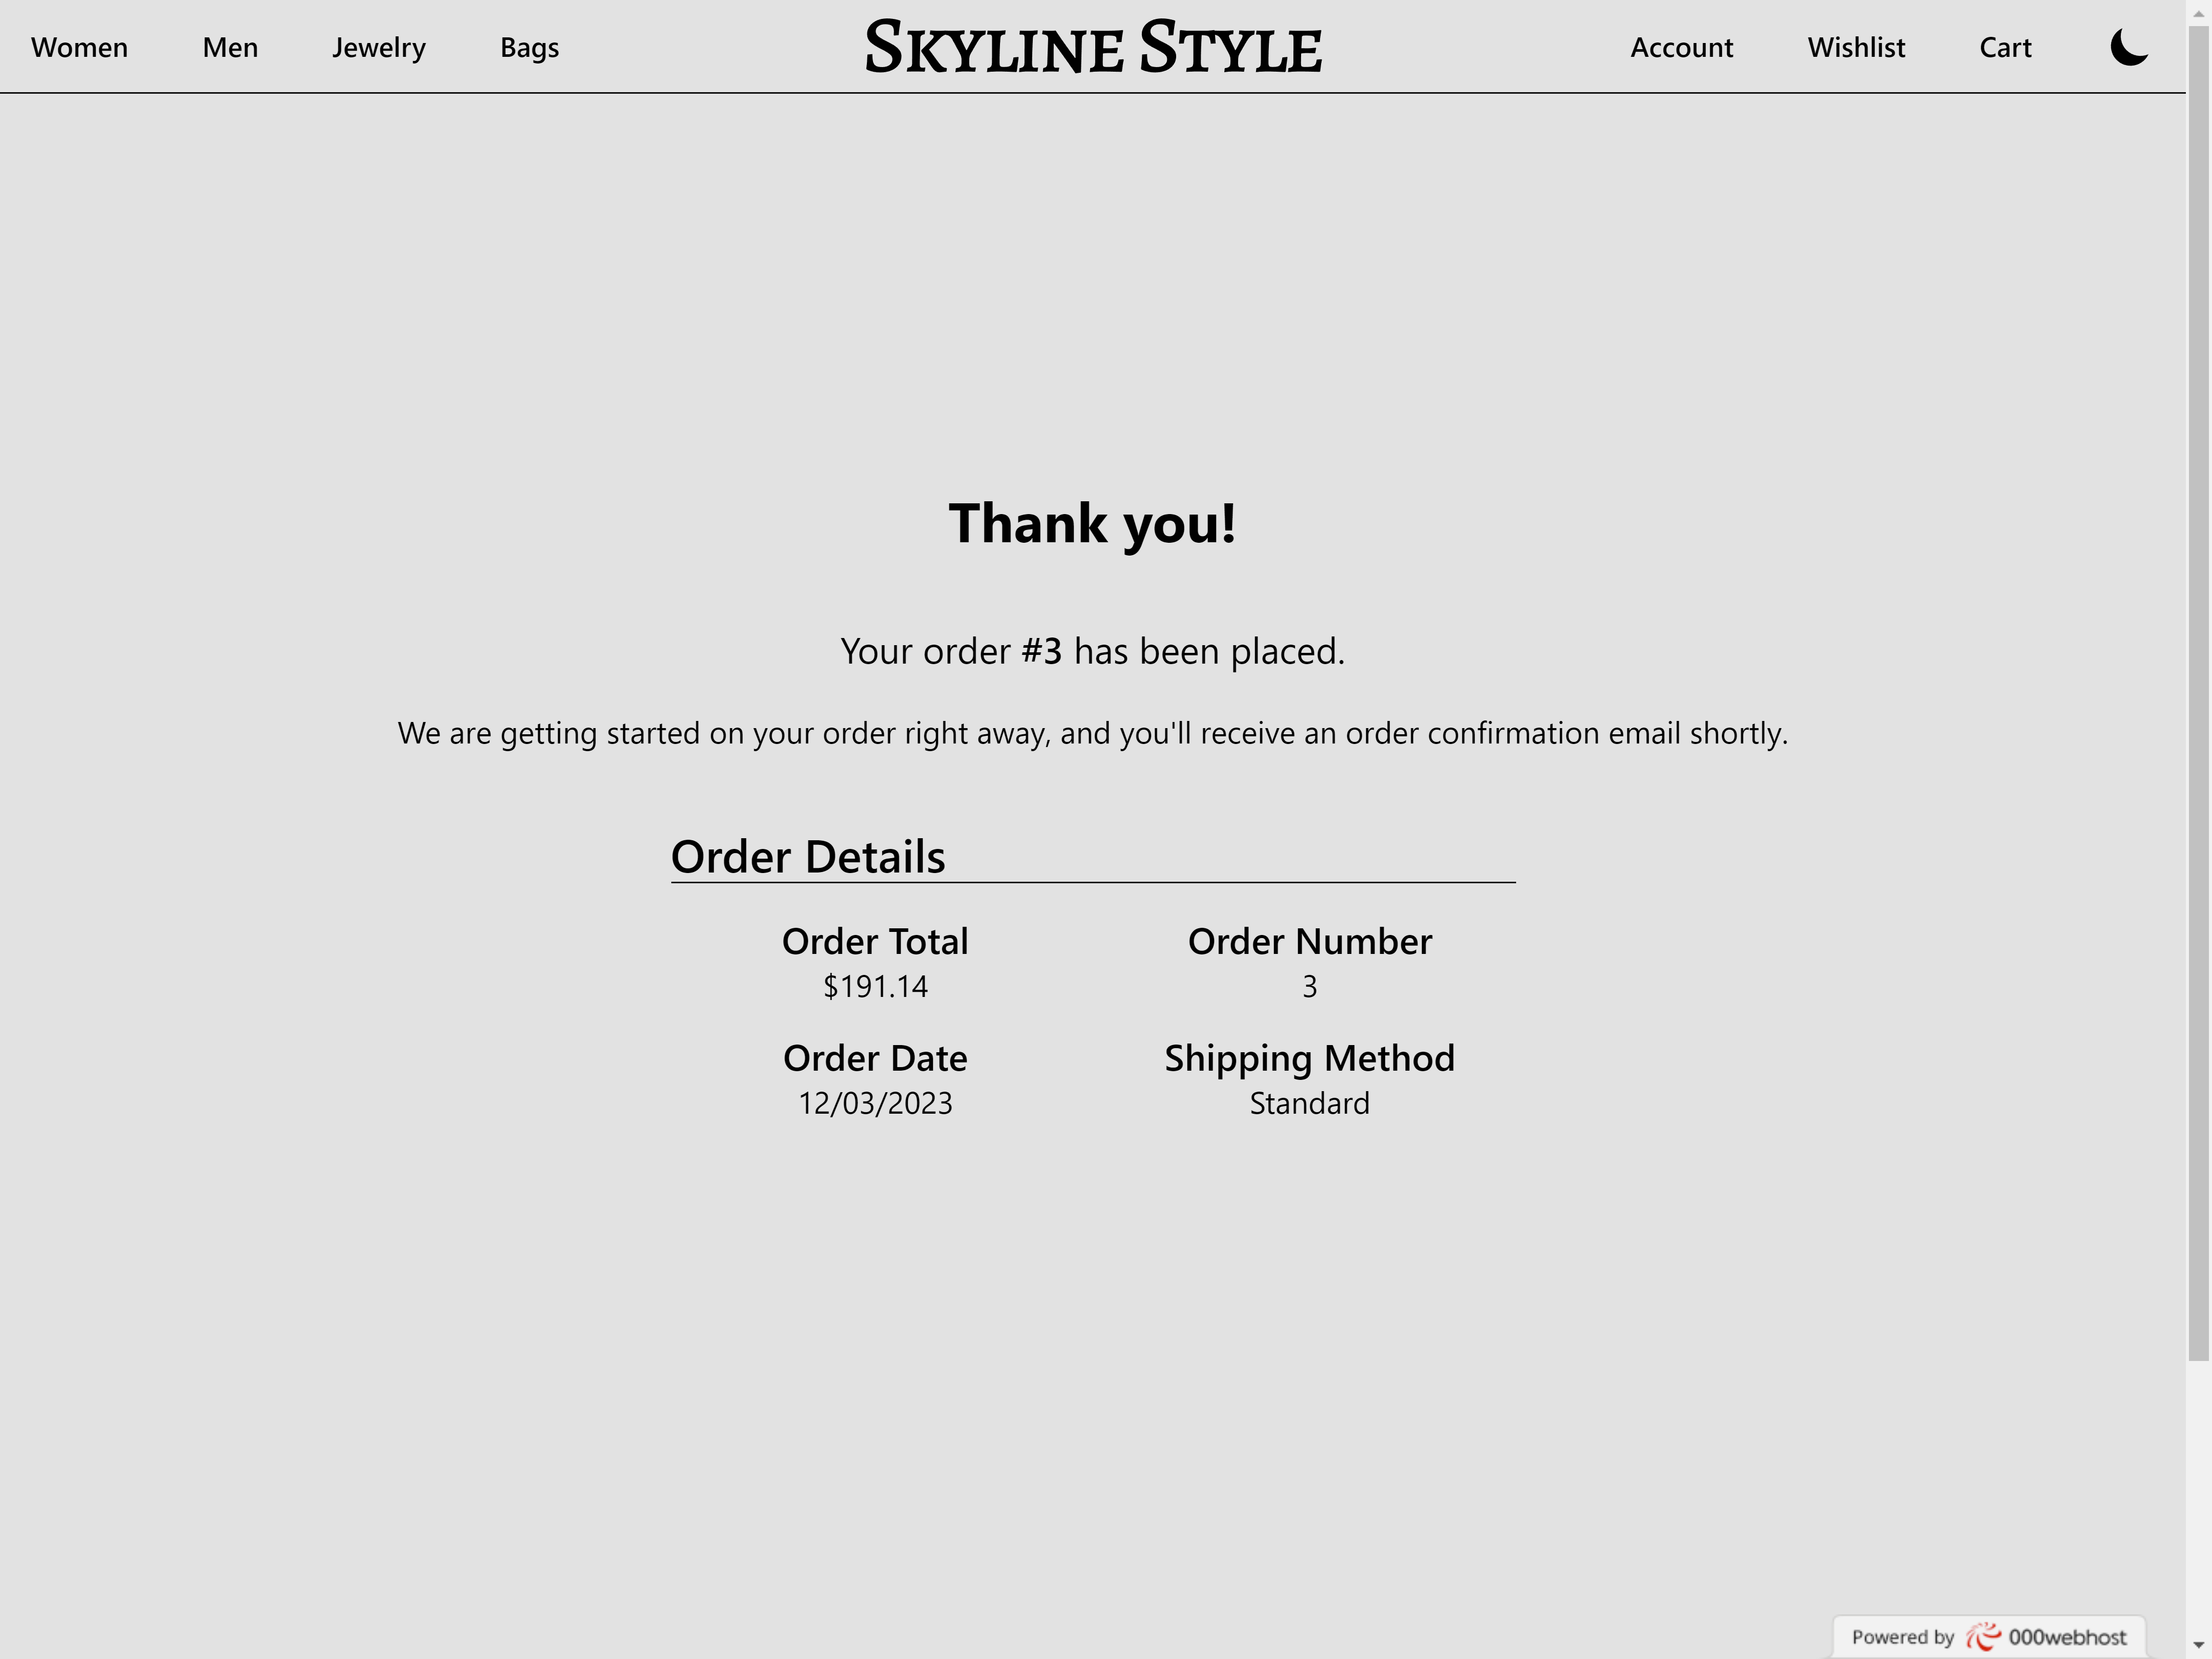 Women Men Jewelry Bags Skyline Style Account Wishlist Cart
Thank you!
Your order #3 has been placed.
We are getting started on your order right away, and you'll receive an order confirmation email shortly.
Order Details
Order Total Order Number
$191.14 3
Order Date Shipping Method
12/03/2023 Standard
Powered by 000webhost